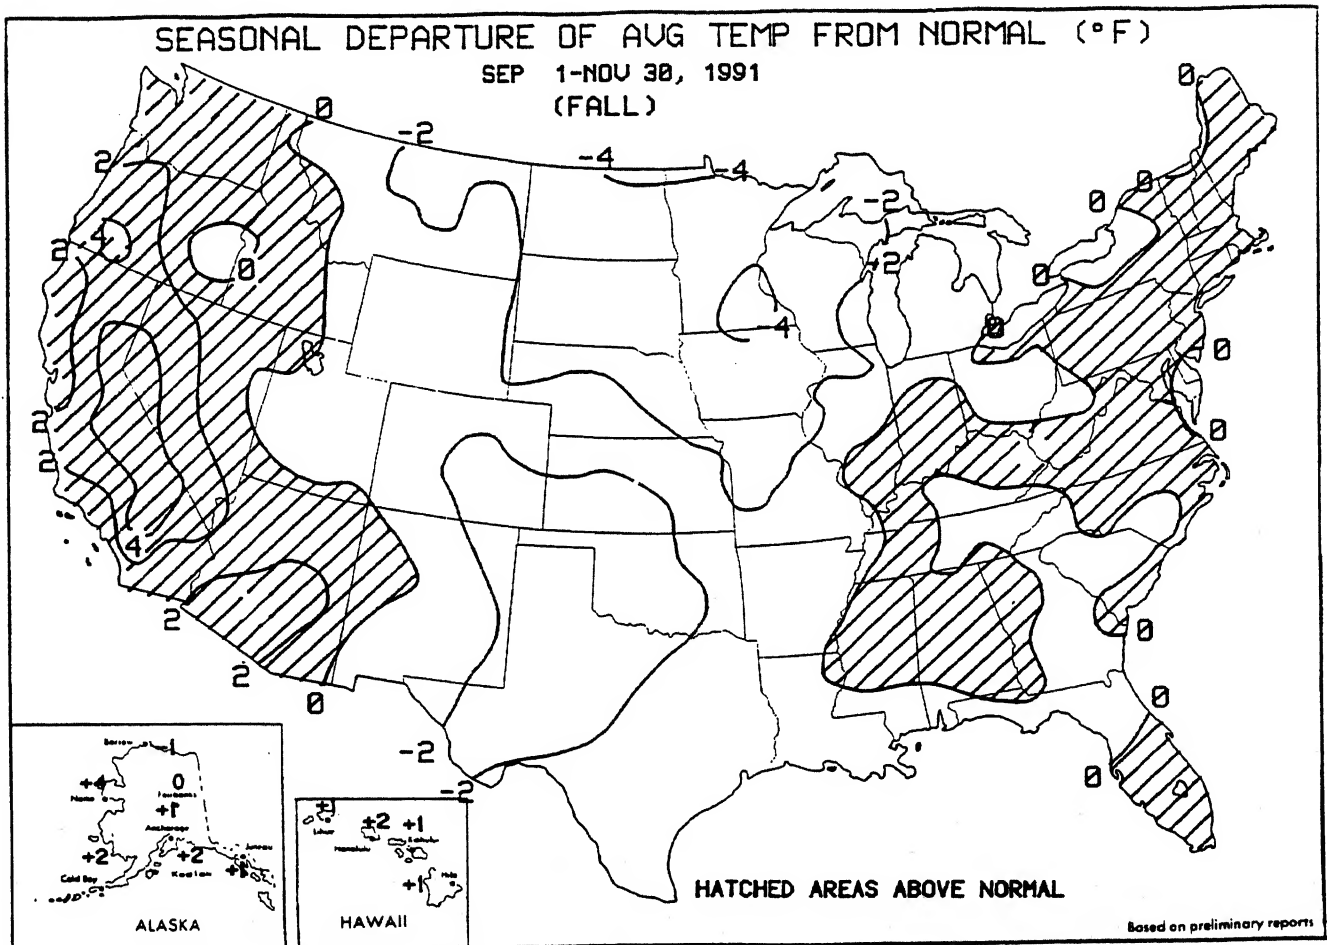 SEASONAL DEPARTURE OF AVG TEMP FROM NORMAL (°F)
SEP 1-NOV 30, 1991
(FALL)
0
-2
-4
-4
0
0
0
2
-2
2
4
0
-2
0
-4
0
0
2
2
0
4
2
0
2
0
0
-2
0
-2
Barrow
-1
+4
0
Nome
Fairbanks
+1
Anchorage
+2
+2
Juneau
Cold Bay
Kodiak
ALASKA
Lihue
+2 +1
Honolulu
Kahului
+1
Hilo
HAWAII
HATCHED AREAS ABOVE NORMAL
Based on preliminary reports